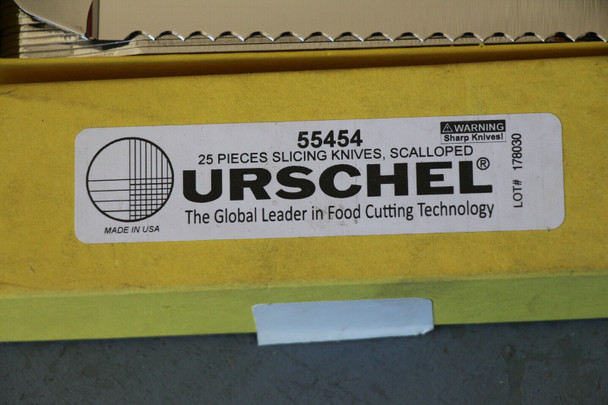 55454
WARNING
Sharp Knives!
25 PIECES SLICING KNIVES, SCALLOPED
URSCHEL®
The Global Leader in Food Cutting Technology
MADE IN USA
LOT# 178030